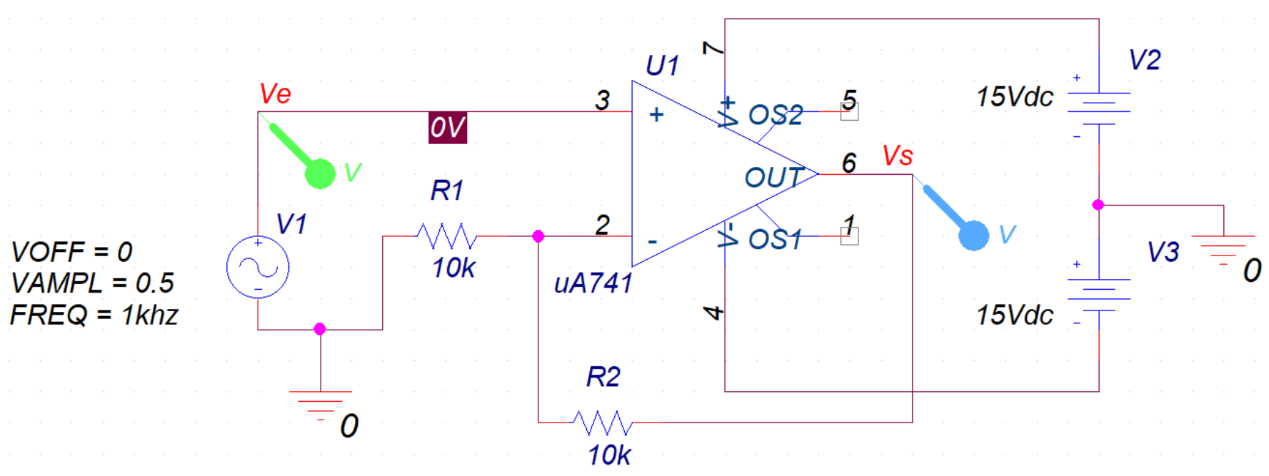 7
V2
U1
Ve
3
+
V+
OS2
5
+
15Vdc
-
0V
V
R1
6
Vs
OUT
V1
+
-
10k
2
-
V-
OS1
1
V
VOFF = 0
VAMPL = 0.5
FREQ = 1khz
uA741
4
V3
+
15Vdc
-
0
0
R2
10k